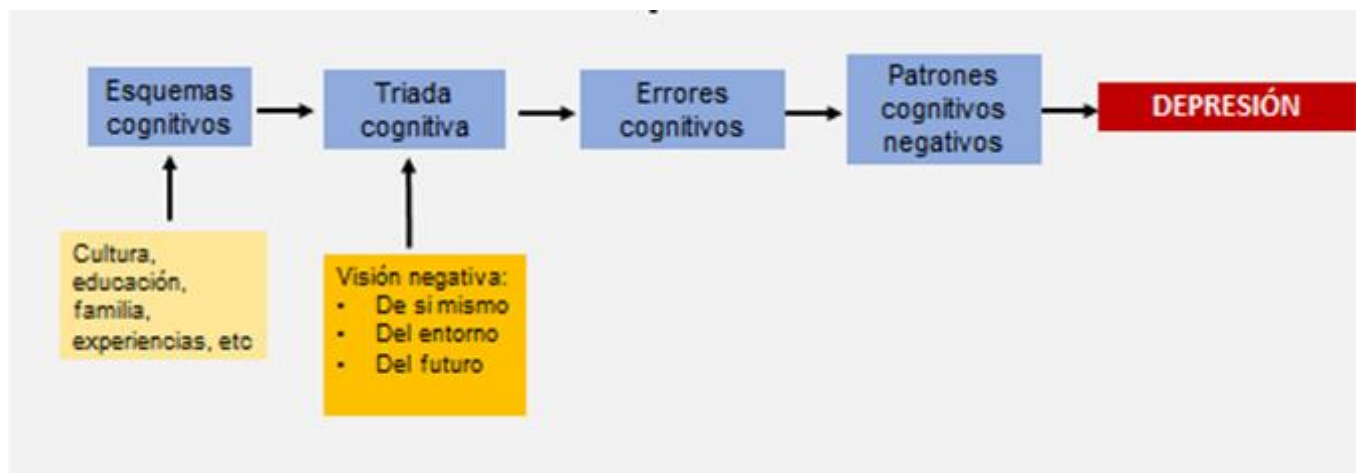 Esquemas
cognitivos
Triada
cognitiva
Errores
cognitivos
Patrones
cognitivos
negativos
DEPRESIÓN
Cultura,
educación,
familia,
experiencias, etc
Visión negativa:
• De si mismo
• Del entorno
• Del futuro